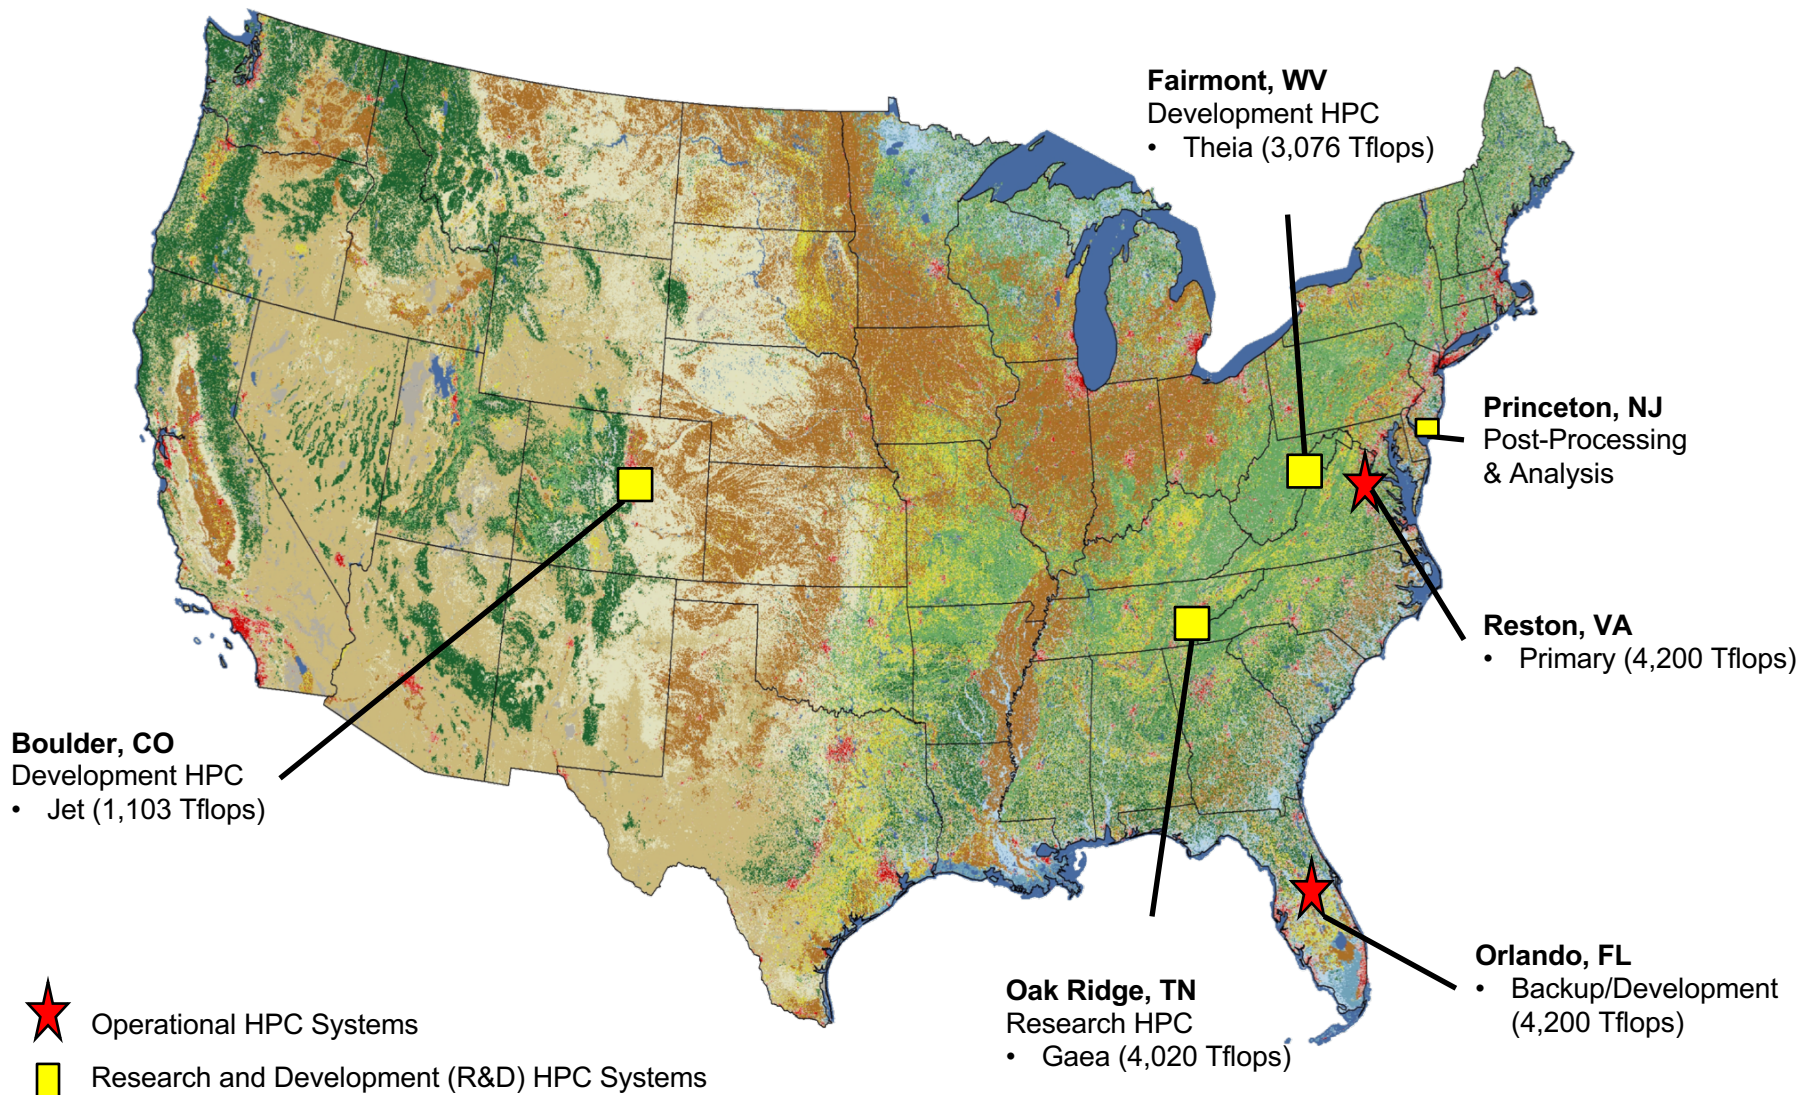 Fairmont, WV
Development HPC
• Theia (3,076 Tflops)
Princeton, NJ
Post-Processing
& Analysis
Reston, VA
• Primary (4,200 Tflops)
Boulder, CO
Development HPC
• Jet (1,103 Tflops)
Orlando, FL
• Backup/Development
(4,200 Tflops)
Oak Ridge, TN
Research HPC
• Gaea (4,020 Tflops)
Operational HPC Systems
Research and Development (R&D) HPC Systems